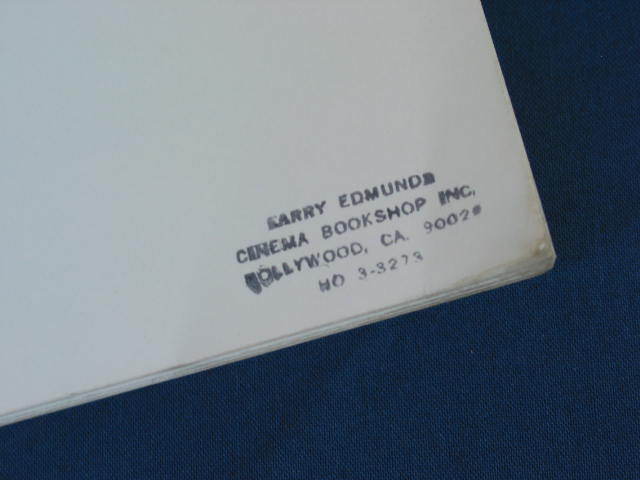 LARRY EDMUNDS
CINEMA BOOKSHOP INC.
HOLLYWOOD, CA. 90028
HO 3-3273